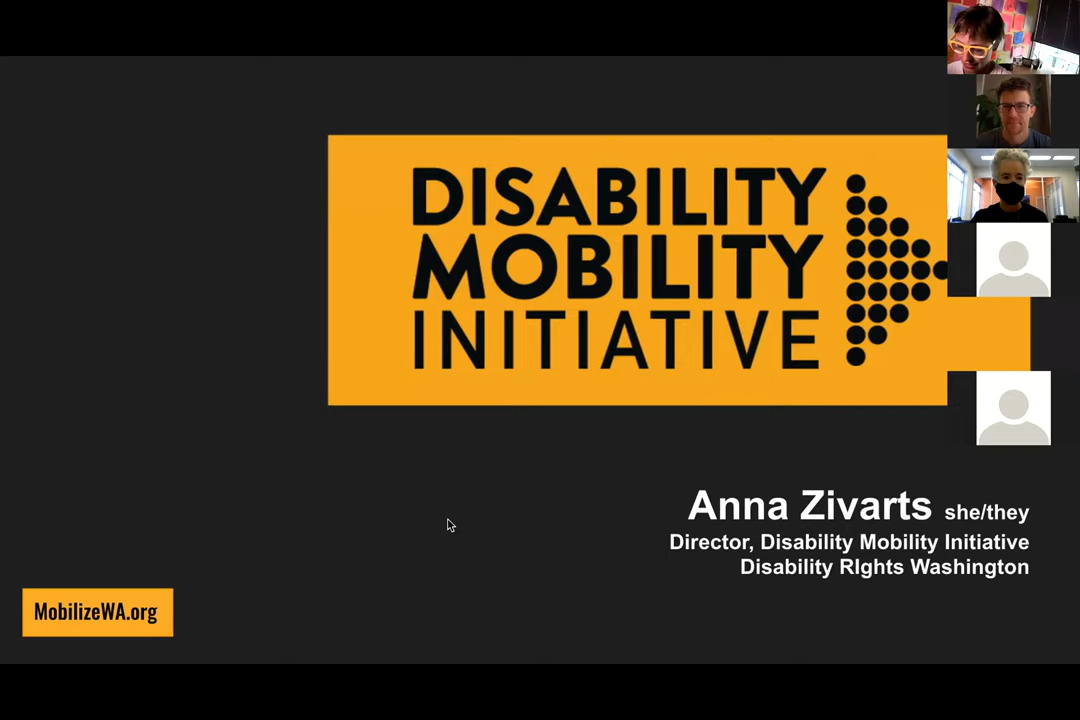 DISABILITY
MOBILITY
INITIATIVE
Anna Zivarts she/they
Director, Disability Mobility Initiative
Disability RIghts Washington
MobilizeWA.org